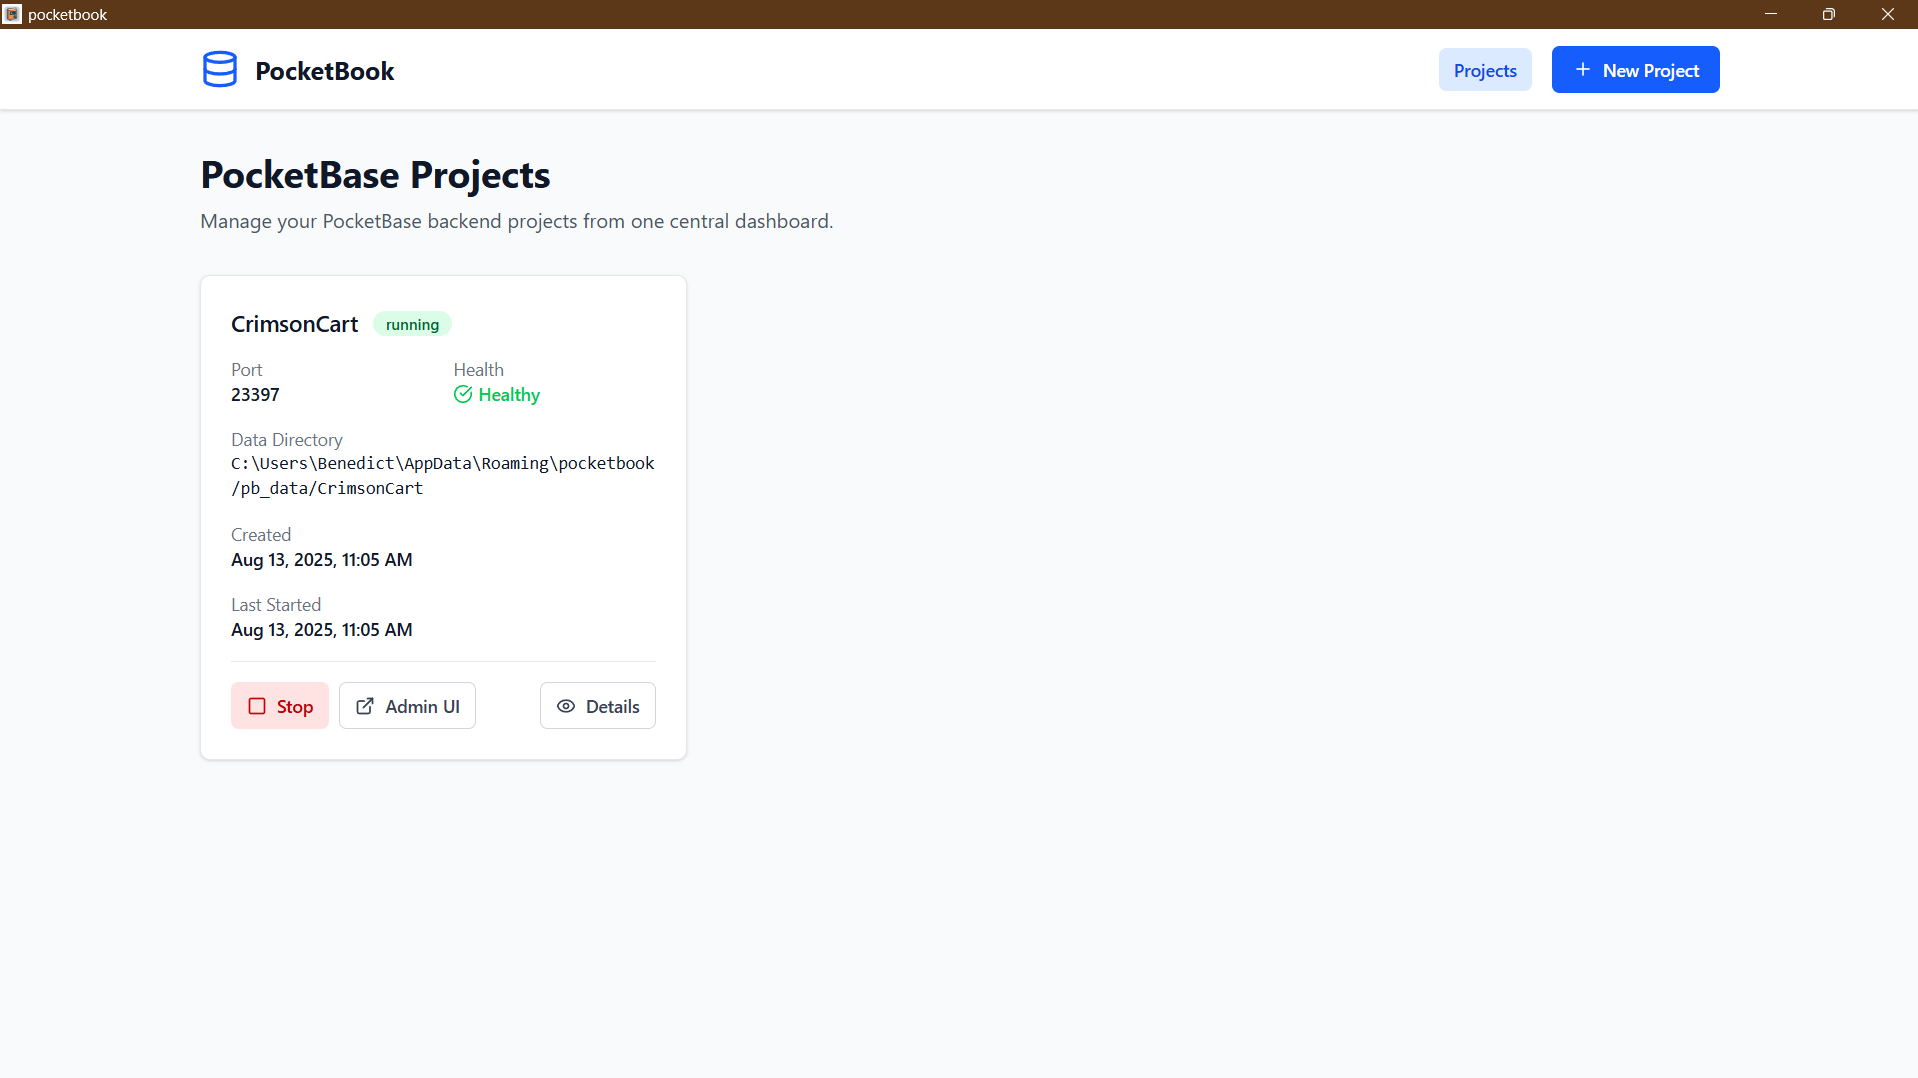 pocketbook
PocketBook
Projects
New Project
PocketBase Projects
Manage your PocketBase backend projects from one central dashboard.
CrimsonCart
running
Port
23397
Health
Healthy
Data Directory
C:\Users\Benedict\AppData\Roaming\pocketbook
/pb_data/CrimsonCart
Created
Aug 13, 2025, 11:05 AM
Last Started
Aug 13, 2025, 11:05 AM
Stop
Admin UI
Details